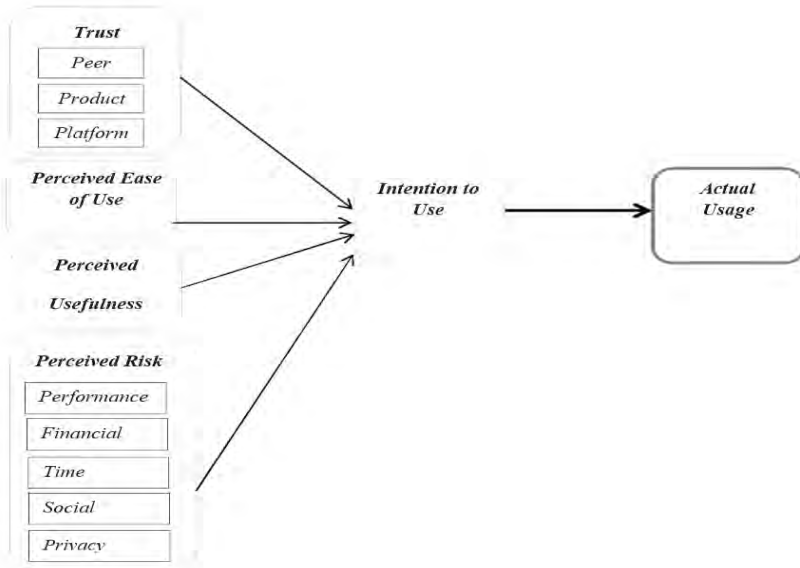 Trust
Peer
Product
Platform
Perceived Ease
of Use
Perceived
Usefulness
Perceived Risk
Performance
Financial
Time
Social
Privacy
Intention to
Use
Actual
Usage